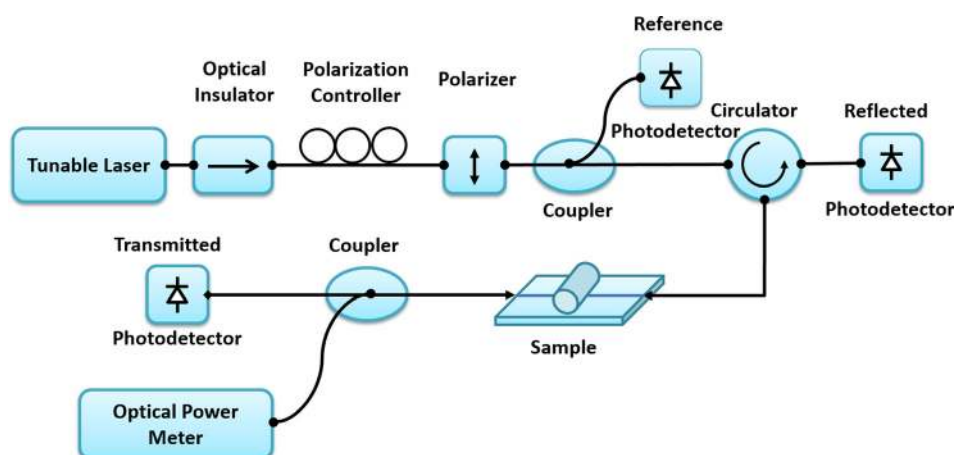 Reference
Optical
Insulator
Polarization
Controller
Polarizer
Photodetector
Circulator
Reflected
Tunable Laser
Coupler
Photodetector
Transmitted
Coupler
Photodetector
Sample
Optical Power
Meter